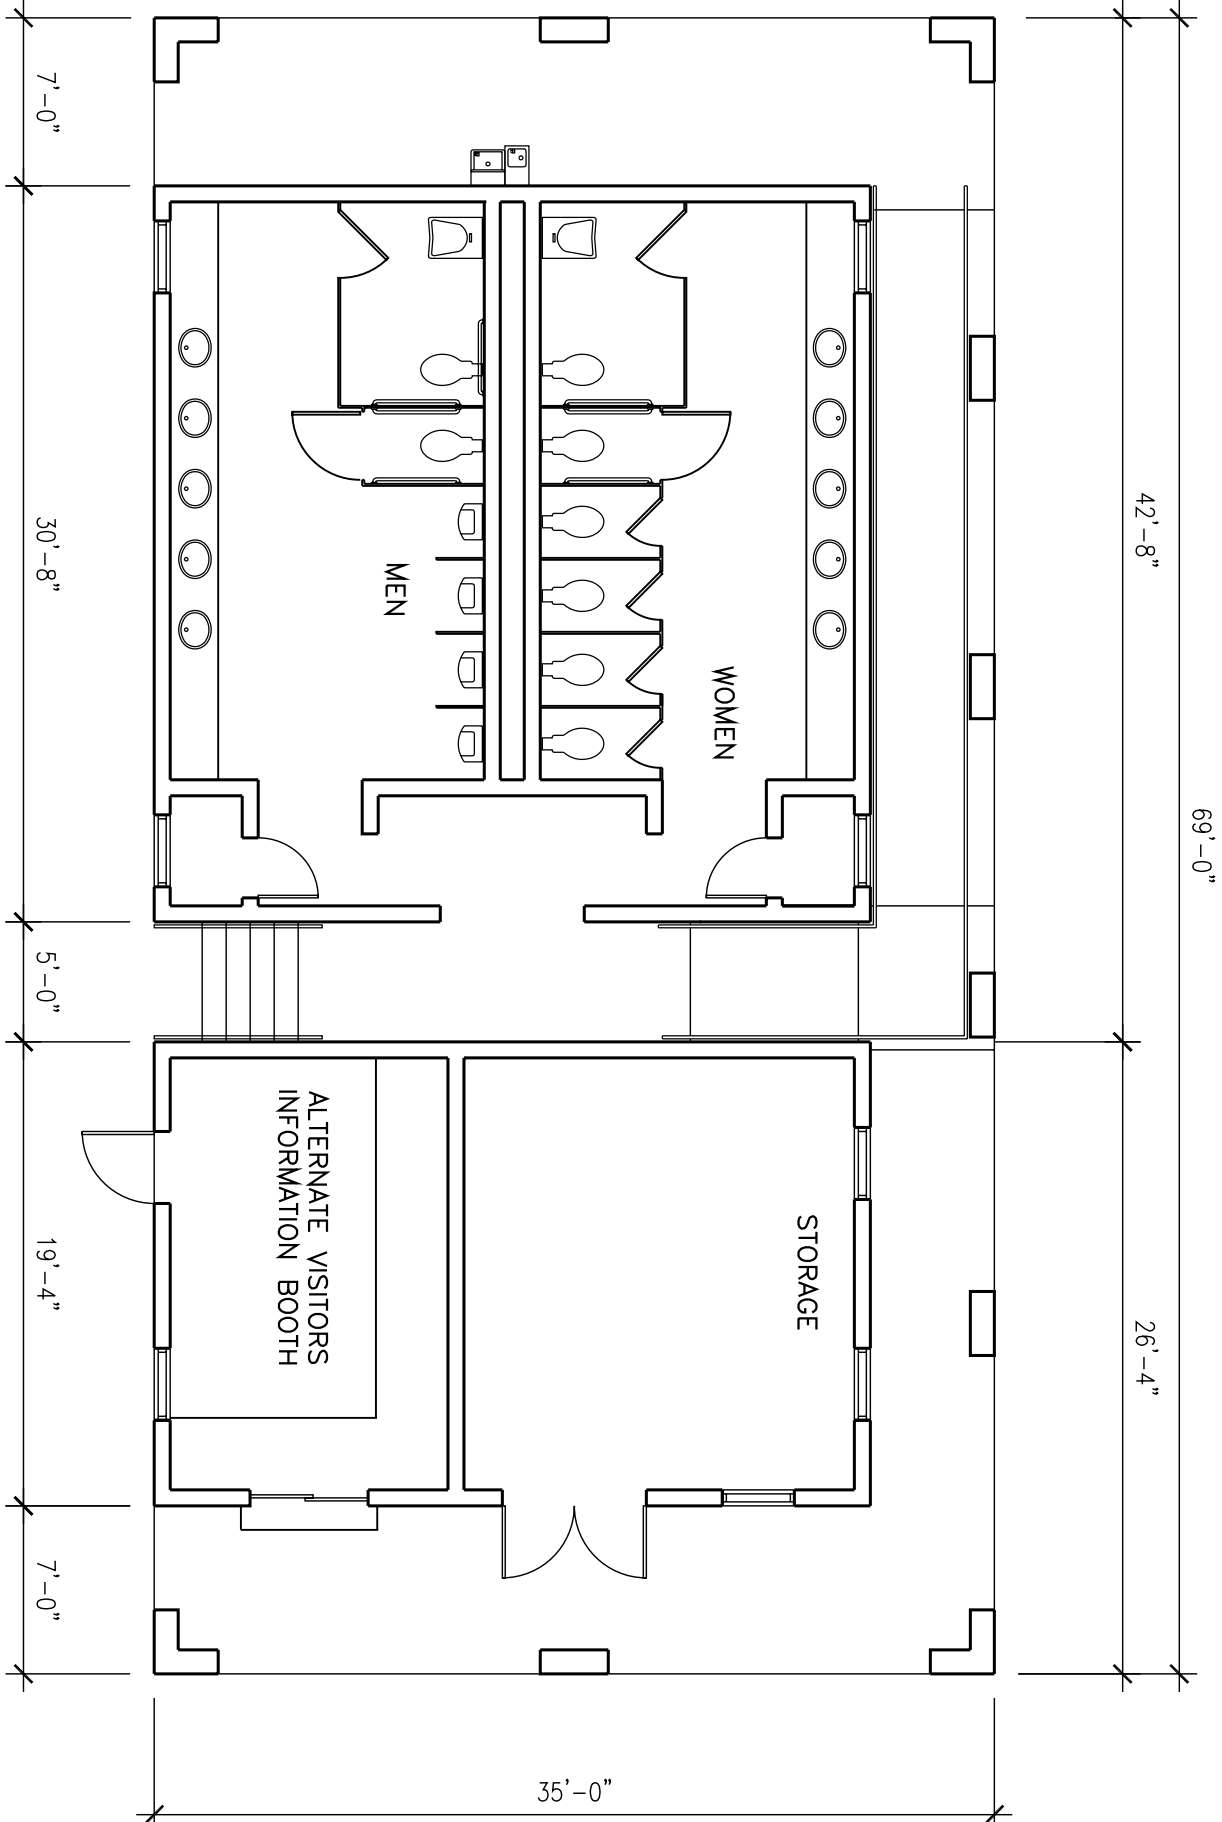 69'-0"
42'-8"
26'-4"
WOMEN
MEN
STORAGE
ALTERNATE VISITORS
INFORMATION BOOTH
7'-0"
30'-8"
5'-0"
19'-4"
7'-0"
35'-0"